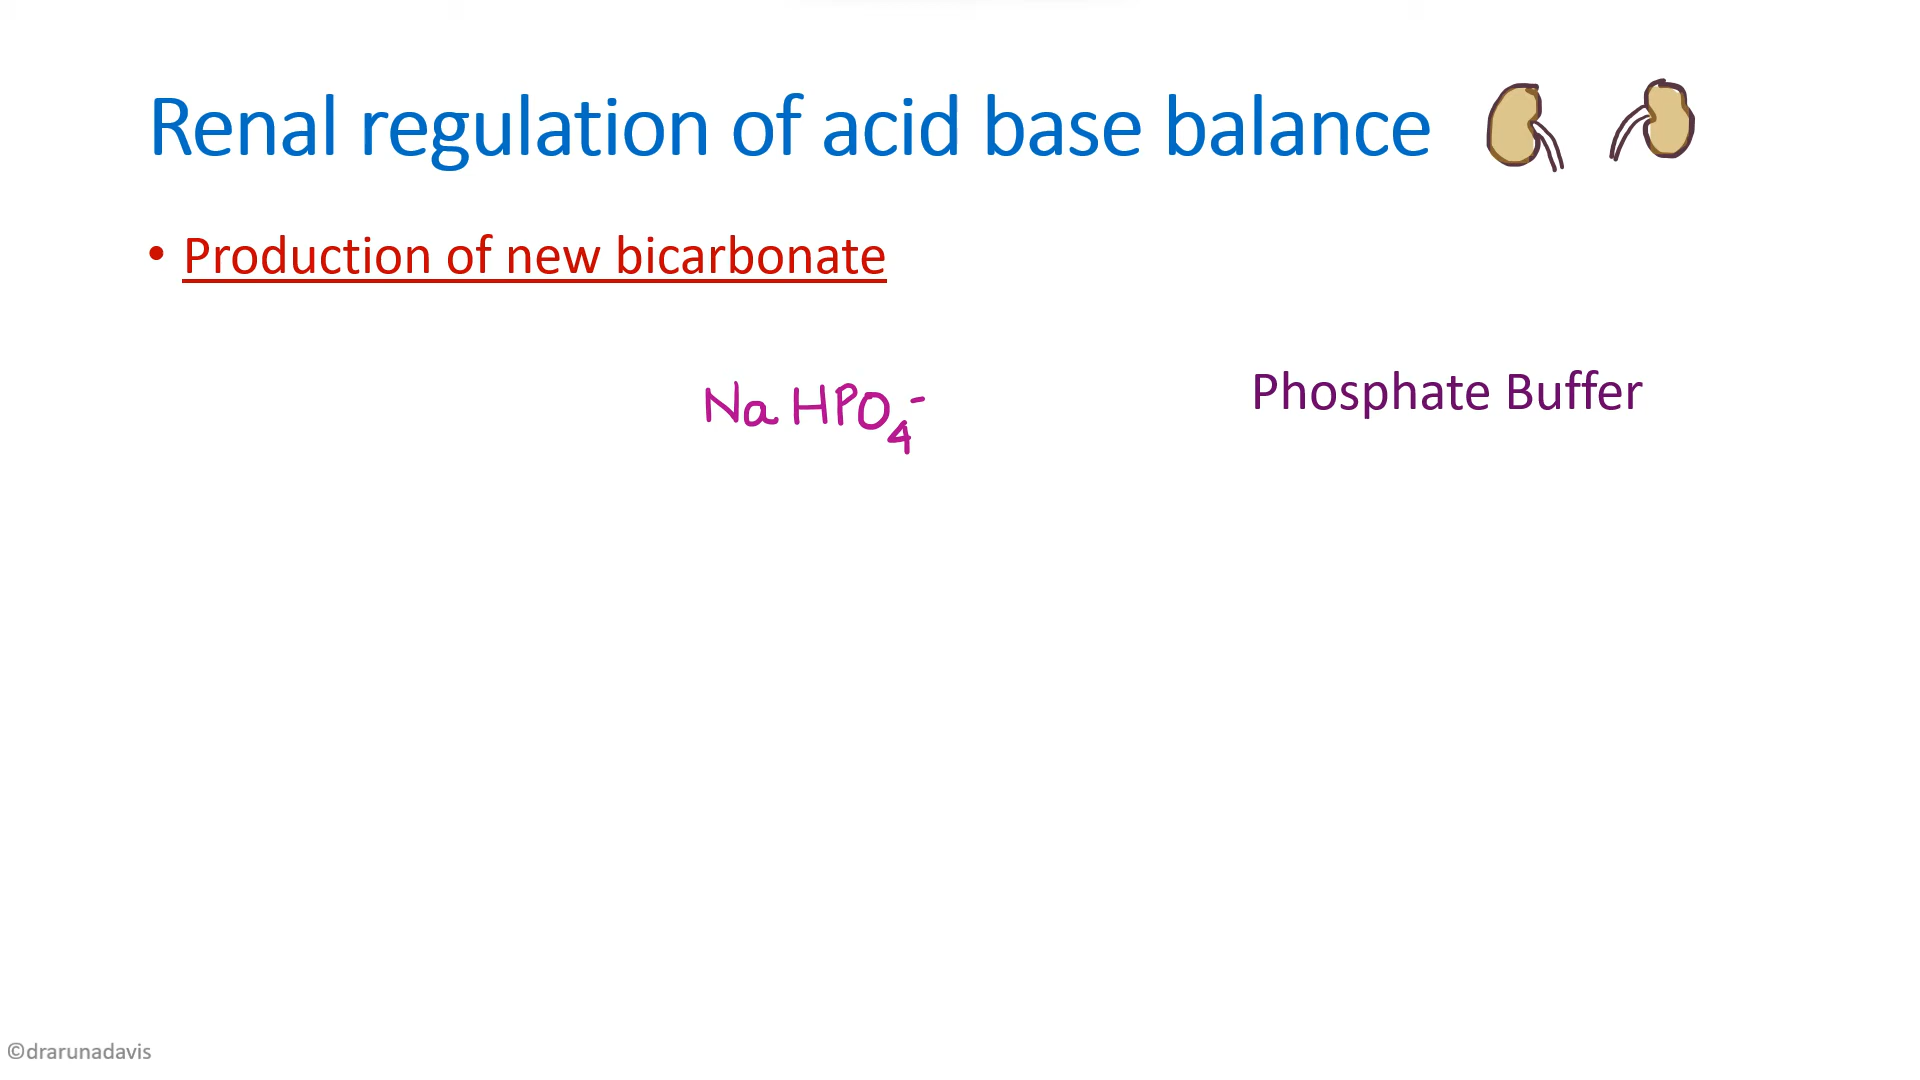 Renal regulation of acid base balance
• Production of new bicarbonate
Na HPO₄⁻
Phosphate Buffer
©drarunadavis